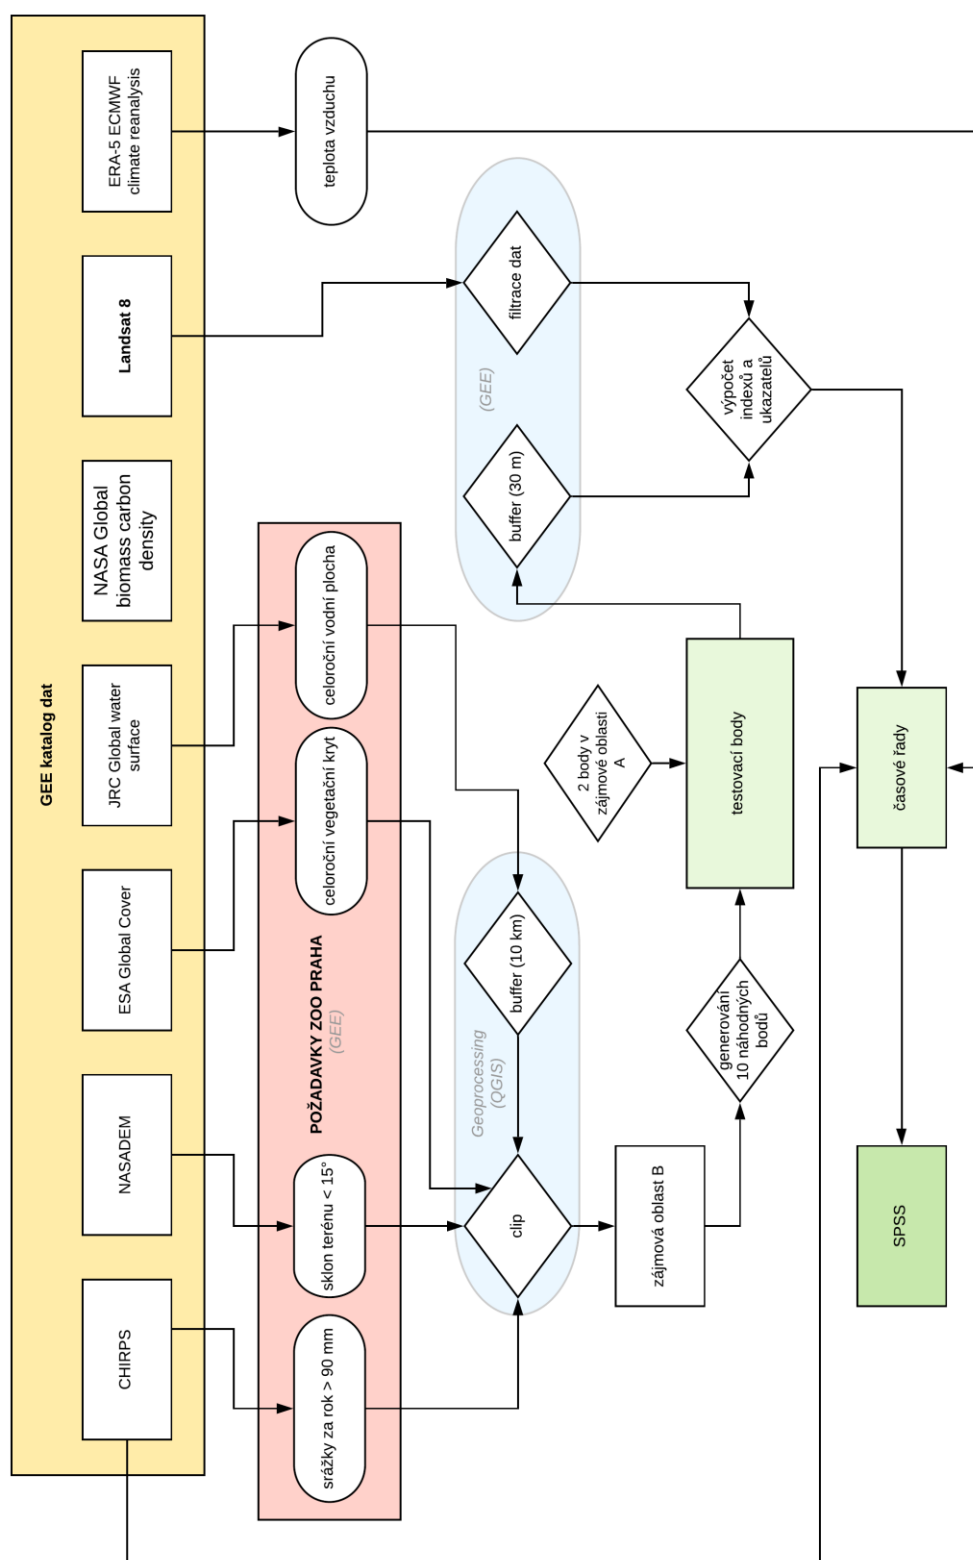 GEE katalog dat
CHIRPS
NASADEM
ESA Global Cover
JRC Global water
surface
NASA Global
biomass carbon
density
Landsat 8
ERA-5 ECMWF
climate reanalysis
POŽADAVKY ZOO PRAHA
(GEE)
srážky za rok > 90 mm
sklon terénu < 15°
celoroční vegetační kryt
celoroční vodní plocha
teplota vzduchu
Geoprocessing
(QGIS)
clip
buffer (10 km)
(GEE)
buffer (30 m)
filtrace dat
zájmová oblast B
2 body v
zájmové oblasti
A
generování
10 náhodných
bodů
testovací body
výpočet
indexů a
ukazatelů
SPSS
časové řady